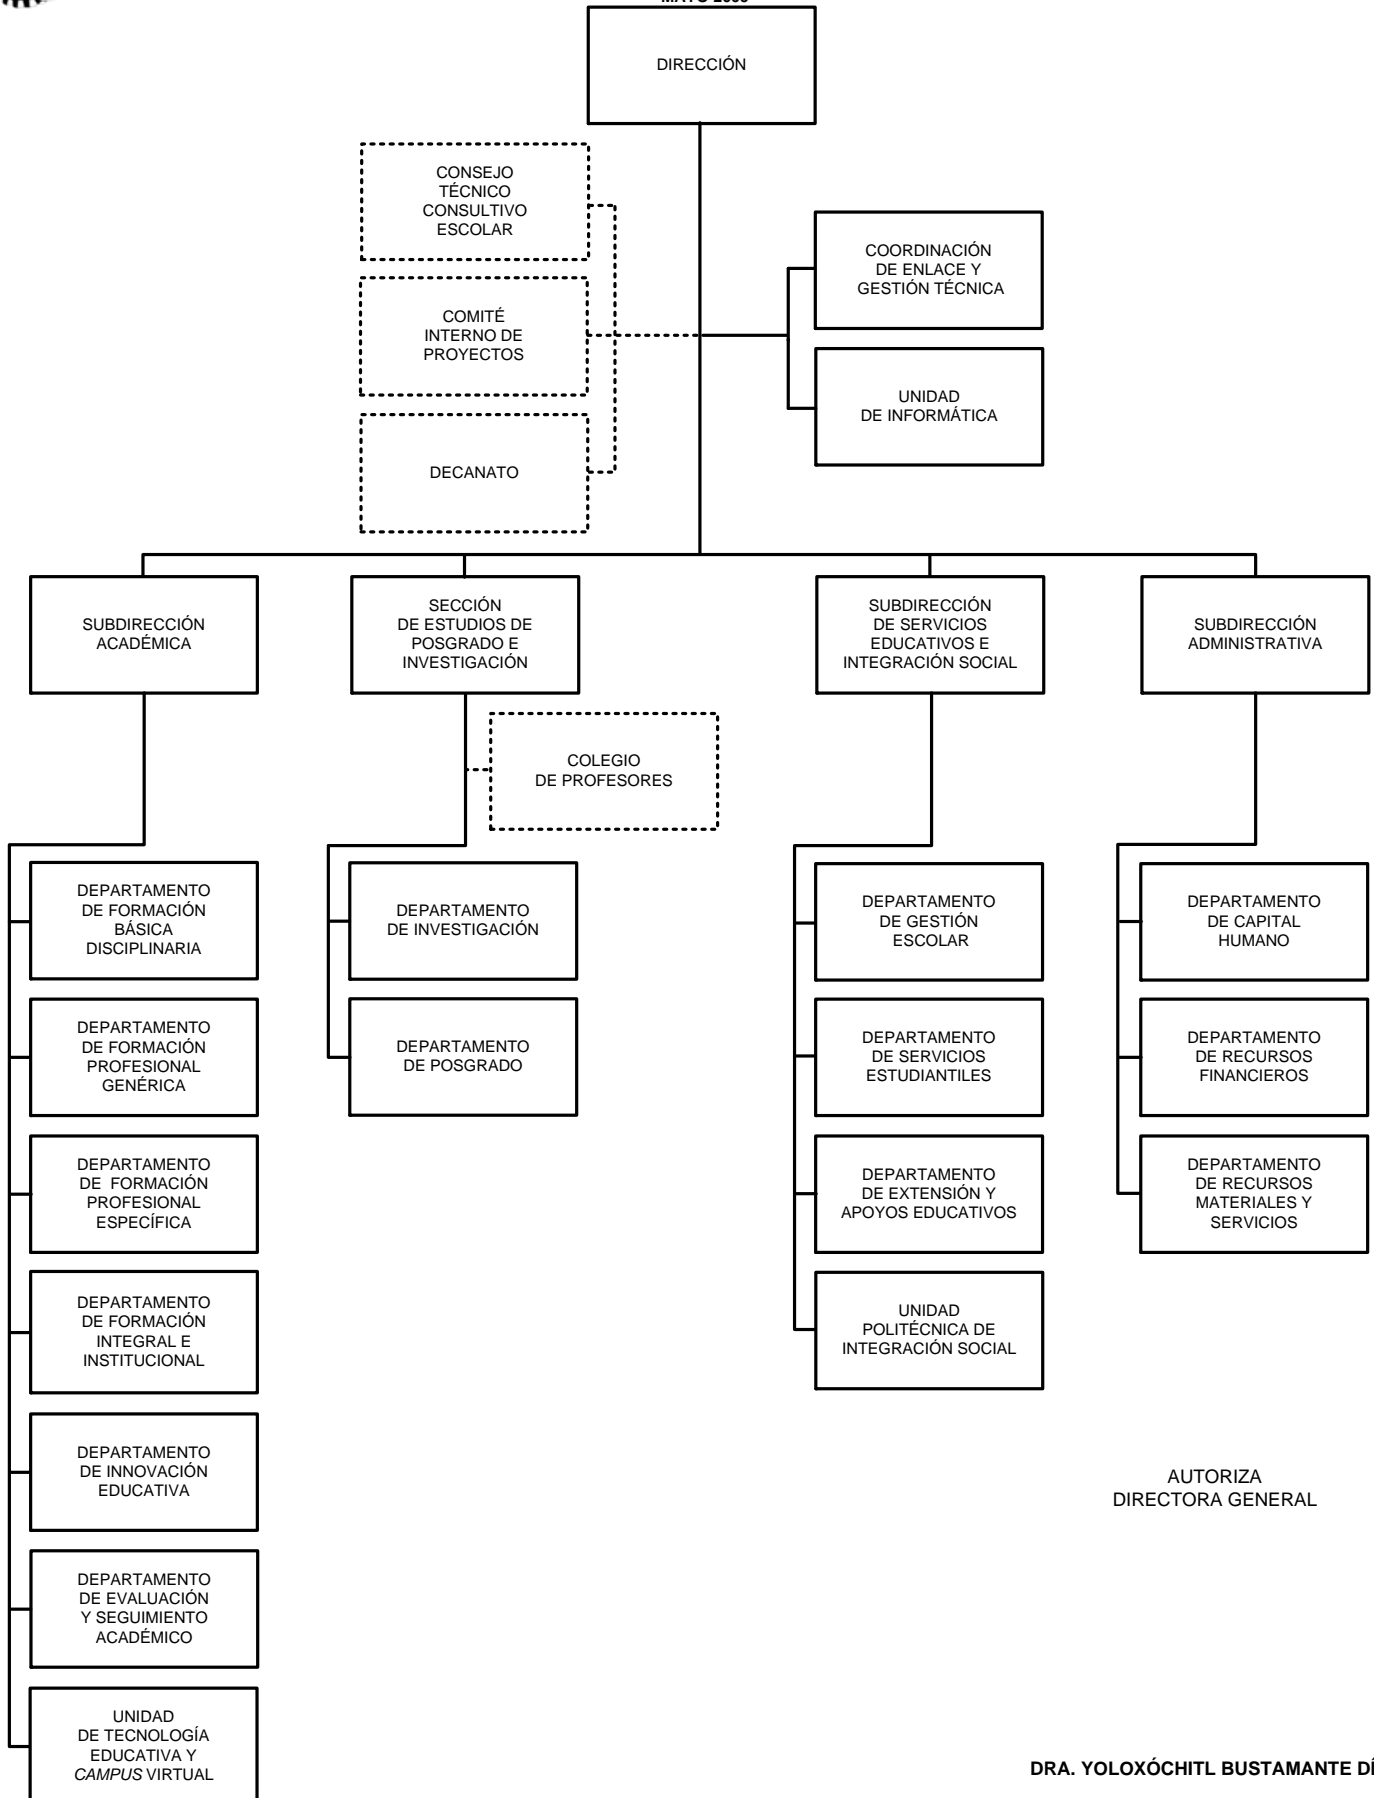 DIRECCIÓN
CONSEJO
TÉCNICO
CONSULTIVO
ESCOLAR
COORDINACIÓN
DE ENLACE Y
GESTIÓN TÉCNICA
COMITÉ
INTERNO DE
PROYECTOS
UNIDAD
DE INFORMÁTICA
DECANATO
SUBDIRECCIÓN
ACADÉMICA
SECCIÓN
DE ESTUDIOS DE
POSGRADO E
INVESTIGACIÓN
SUBDIRECCIÓN
DE SERVICIOS
EDUCATIVOS E
INTEGRACIÓN SOCIAL
SUBDIRECCIÓN
ADMINISTRATIVA
COLEGIO
DE PROFESORES
DEPARTAMENTO
DE FORMACIÓN
BÁSICA
DISCIPLINARIA
DEPARTAMENTO
DE INVESTIGACIÓN
DEPARTAMENTO
DE GESTIÓN
ESCOLAR
DEPARTAMENTO
DE CAPITAL
HUMANO
DEPARTAMENTO
DE FORMACIÓN
PROFESIONAL
GENÉRICA
DEPARTAMENTO
DE POSGRADO
DEPARTAMENTO
DE SERVICIOS
ESTUDIANTILES
DEPARTAMENTO
DE RECURSOS
FINANCIEROS
DEPARTAMENTO
DE FORMACIÓN
PROFESIONAL
ESPECÍFICA
DEPARTAMENTO
DE EXTENSIÓN Y
APOYOS EDUCATIVOS
DEPARTAMENTO
DE RECURSOS
MATERIALES Y
SERVICIOS
DEPARTAMENTO
DE FORMACIÓN
INTEGRAL E
INSTITUCIONAL
UNIDAD
POLITÉCNICA DE
INTEGRACIÓN SOCIAL
DEPARTAMENTO
DE INNOVACIÓN
EDUCATIVA
AUTORIZA
DIRECTORA GENERAL
DEPARTAMENTO
DE EVALUACIÓN
Y SEGUIMIENTO
ACADÉMICO
UNIDAD
DE TECNOLOGÍA
EDUCATIVA Y
CAMPUS VIRTUAL
DRA. YOLOXÓCHITL BUSTAMANTE DÍ